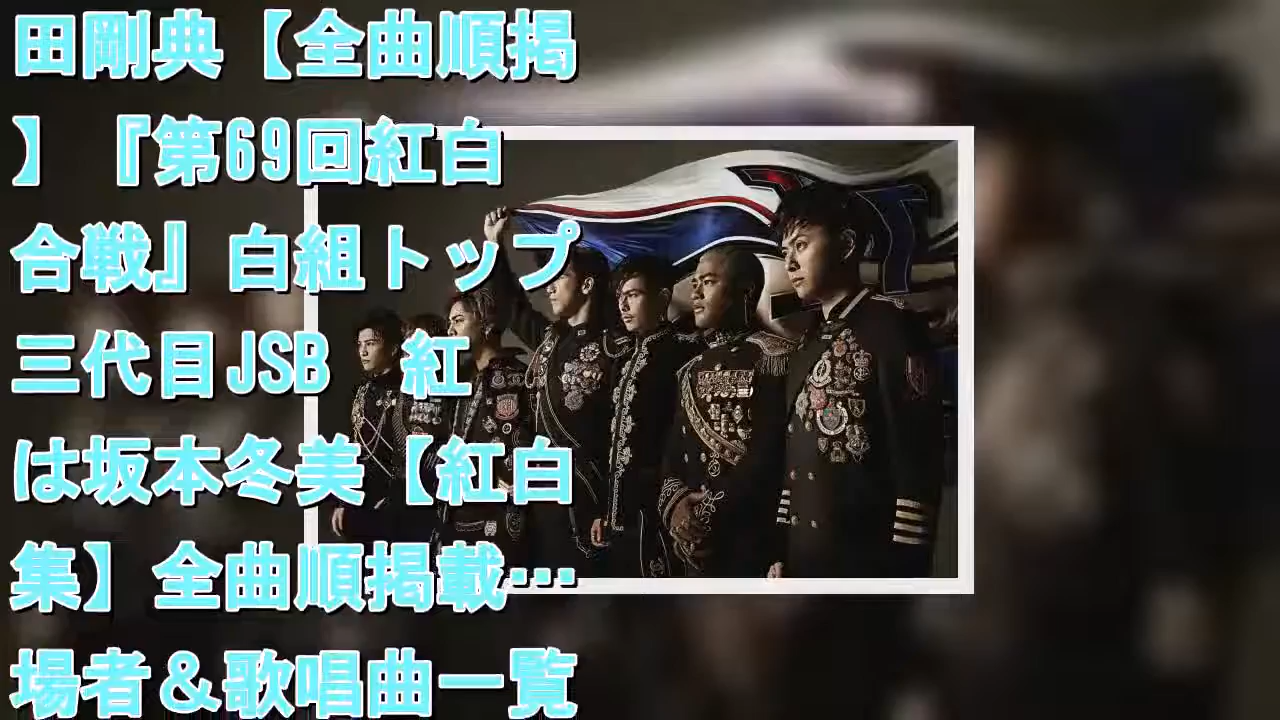 田剛典【全曲順掲
】『第69回紅白
合戦』白組トップ
三代目JSB　紅
は坂本冬美【紅白
集】全曲順掲載…
場者＆歌唱曲一覧